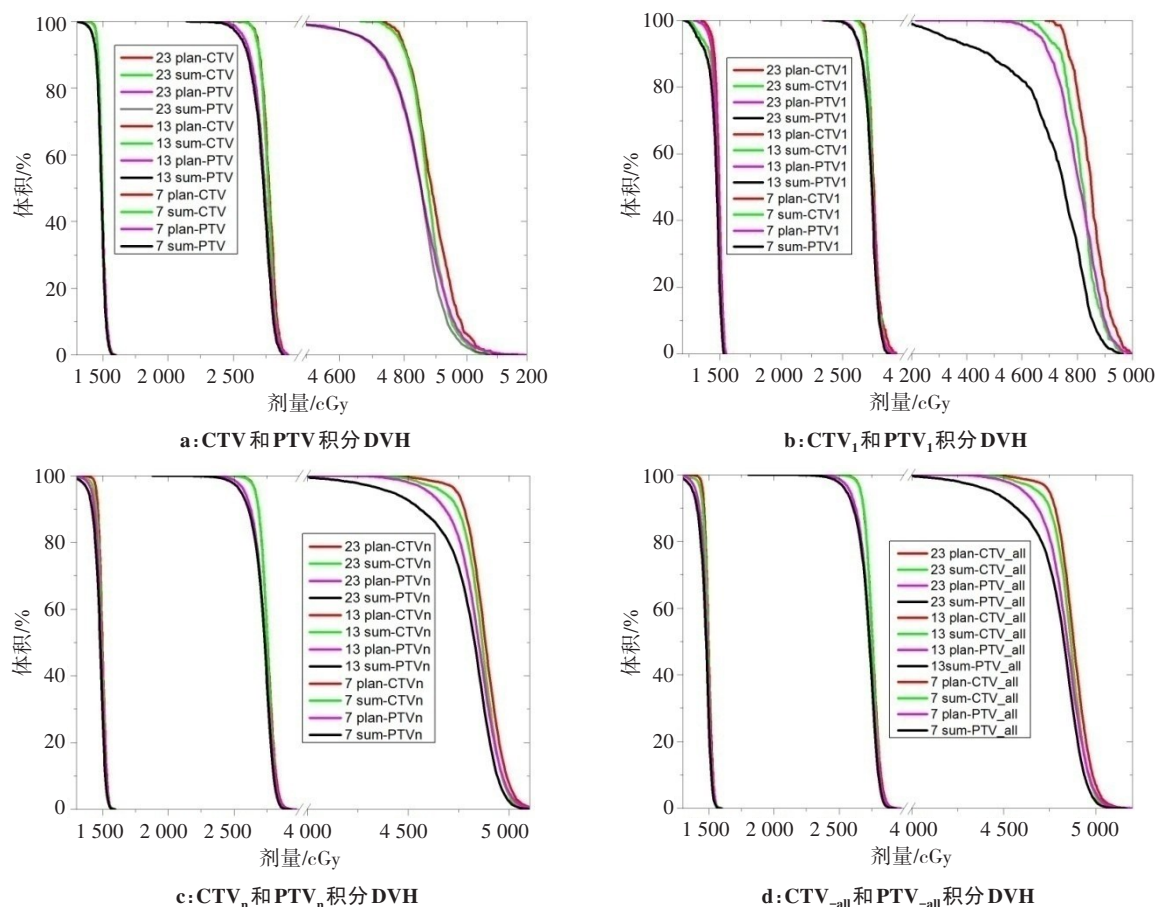 100
80
60
40
20
0
体积/%
23 plan-CTV
23 sum-CTV
23 plan-PTV
23 sum-PTV
13 plan-CTV
13 sum-CTV
13 plan-PTV
13 sum-PTV
7 plan-CTV
7 sum-CTV
7 plan-PTV
7 sum-PTV
1 500 2 000 2 500 4 600 4 800 5 000 5 200
剂量/cGy
a:CTV和PTV积分DVH
100
80
60
40
20
0
体积/%
23 plan-CTV1
23 sum-CTV1
23 plan-PTV1
23 sum-PTV1
13 plan-CTV1
13 sum-CTV1
13 plan-PTV1
13 sum-PTV1
7 plan-CTV1
7 sum-CTV1
7 plan-PTV1
7 sum-PTV1
1 500 2 000 2 500 4 200 4 400 4 600 4 800 5 000
剂量/cGy
b:CTV₁和PTV₁积分DVH
100
80
60
40
20
0
体积/%
23 plan-CTVn
23 sum-CTVn
23 plan-PTVn
23 sum-PTVn
13 plan-CTVn
13 sum-CTVn
13 plan-PTVn
13 sum-PTVn
7 plan-CTVn
7 sum-CTVn
7 plan-PTVn
7 sum-PTVn
1 500 2 000 2 500 4 000 4 500 5 000
剂量/cGy
c:CTVₙ和PTVₙ积分DVH
100
80
60
40
20
0
体积/%
23 plan-CTV_all
23 sum-CTV_all
23 plan-PTV_all
23 sum-PTV_all
13 plan-CTV_all
13 sum-CTV_all
13 plan-PTV_all
13sum-PTV_all
7 plan-CTV_all
7 sum-CTV_all
7 plan-PTV_all
7 sum-PTV_all
1 500 2 000 2 500 4 000 4 500 5 000
剂量/cGy
d:CTV₋all和PTV₋all积分DVH